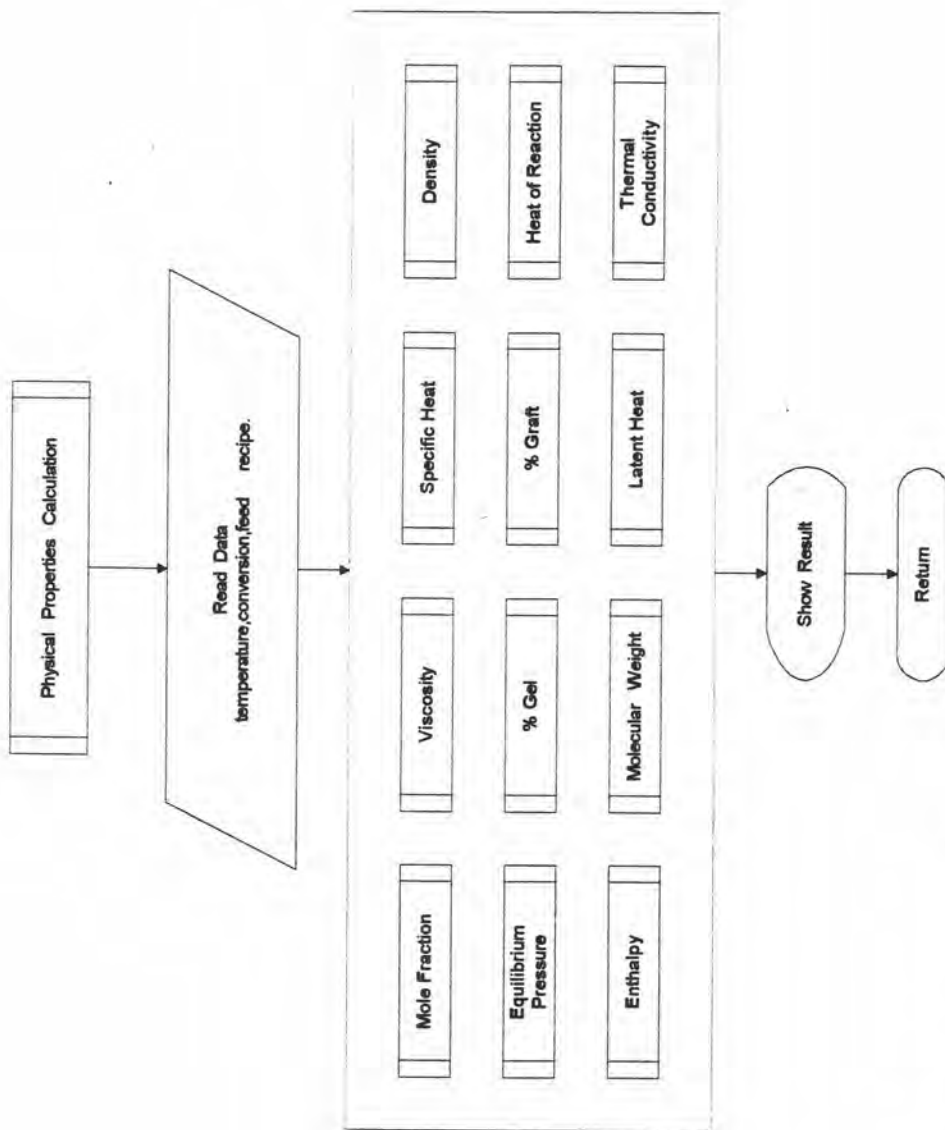 Physical Properties Calculation
Read Data
temperature,conversion,feed recipe.
Mole Fraction
Viscosity
Specific Heat
Density
Equilibrium
Pressure
% Gel
% Graft
Heat of Reaction
Enthalpy
Molecular Weight
Latent Heat
Thermal
Conductivity
Show Result
Return